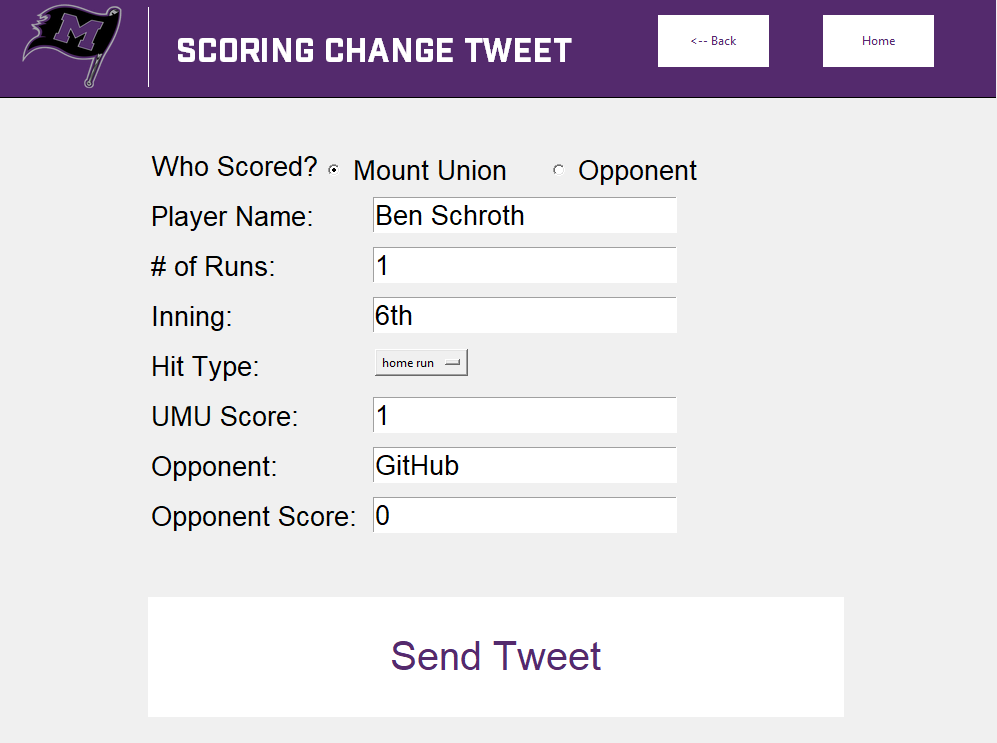 M
SCORING CHANGE TWEET
<-- Back
Home
Who Scored? Mount Union Opponent
Player Name: Ben Schroth
# of Runs: 1
Inning: 6th
Hit Type: home run
UMU Score: 1
Opponent: GitHub
Opponent Score: 0
Send Tweet